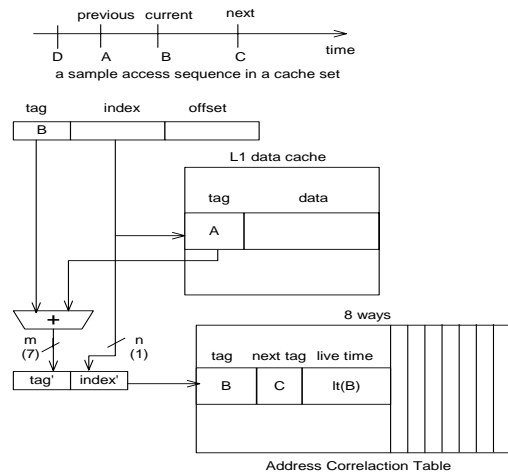 previous current next
D A B C time
a sample access sequence in a cache set
tag index offset
B
L1 data cache
tag data
A
+
m (7)
n (1)
8 ways
tag' index'
tag next tag live time
B C lt(B)
Address Correlaction Table